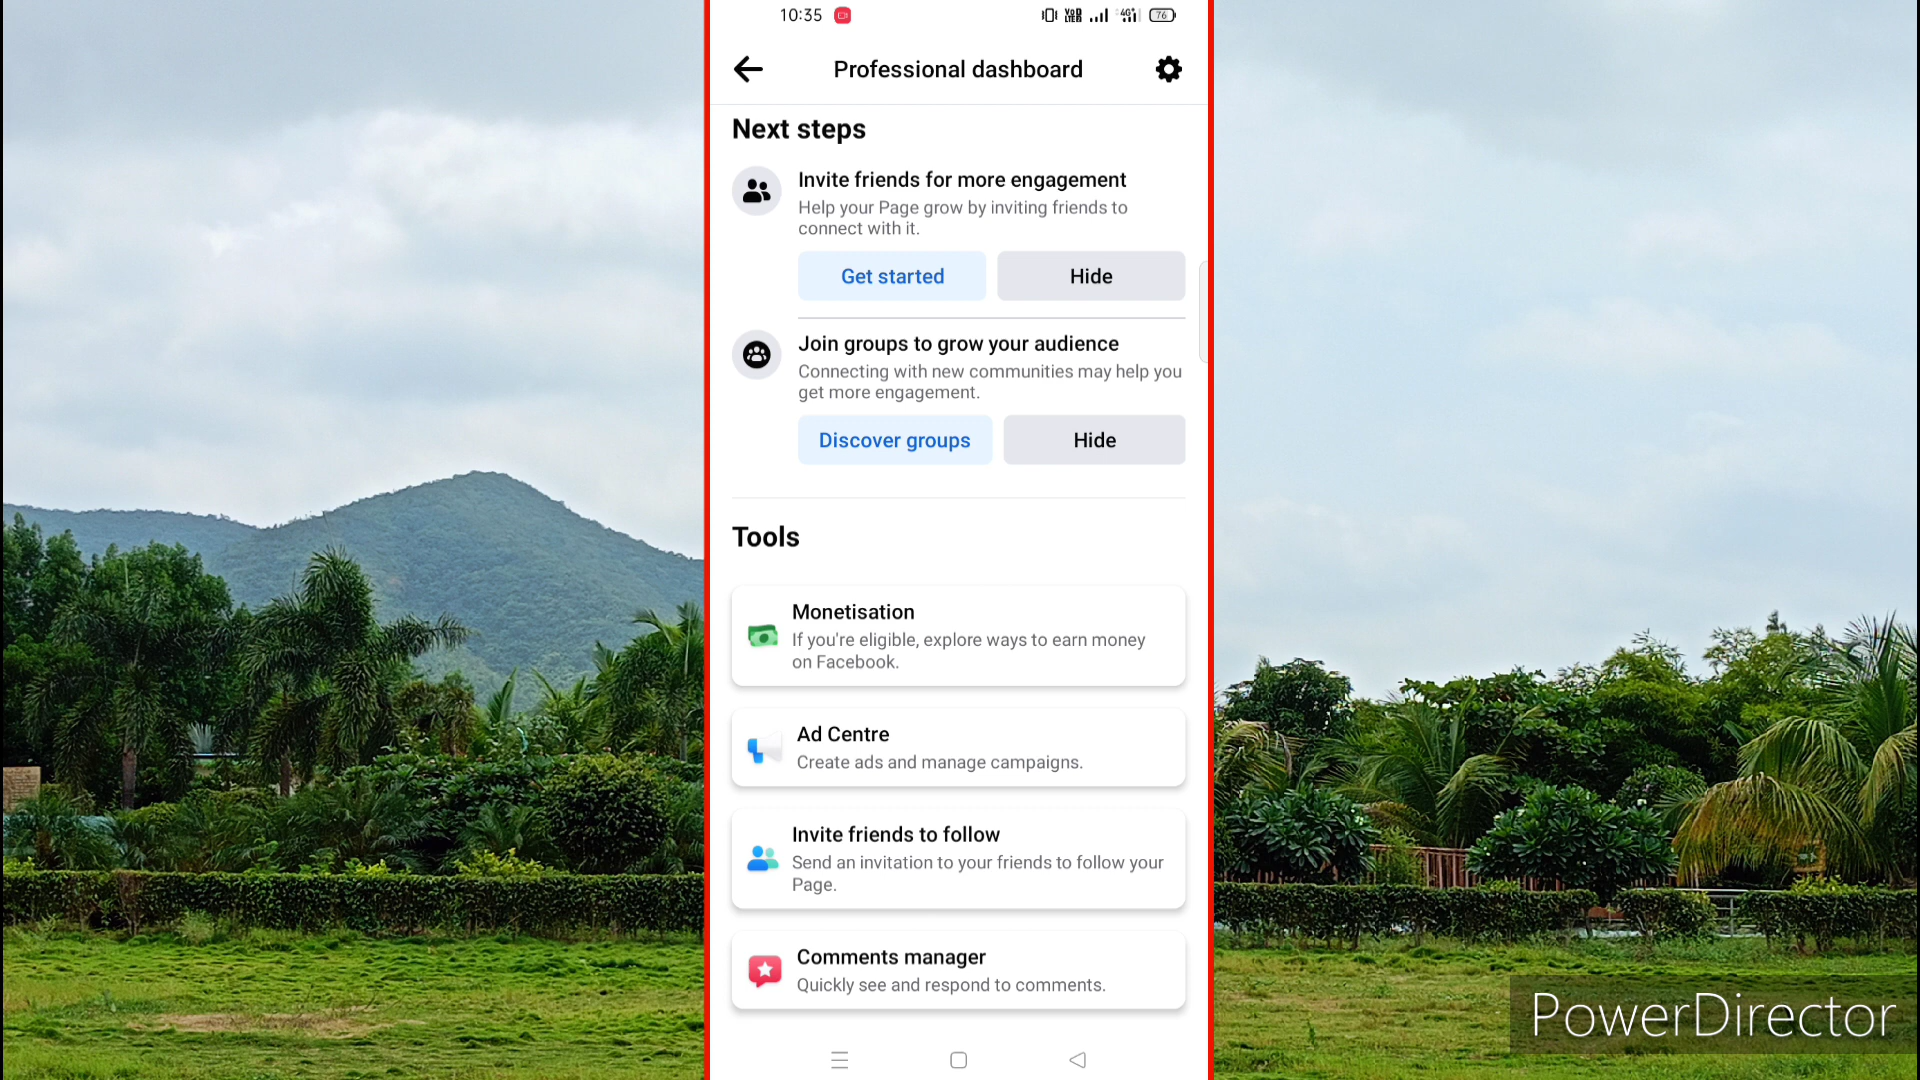 10:35
VoD LTE2 4G+ 76
Professional dashboard
Next steps
Invite friends for more engagement
Help your Page grow by inviting friends to
connect with it.
Get started Hide
Join groups to grow your audience
Connecting with new communities may help you
get more engagement.
Discover groups Hide
Tools
Monetisation
If you're eligible, explore ways to earn money
on Facebook.
Ad Centre
Create ads and manage campaigns.
Invite friends to follow
Send an invitation to your friends to follow your
Page.
Comments manager
Quickly see and respond to comments.
PowerDirector